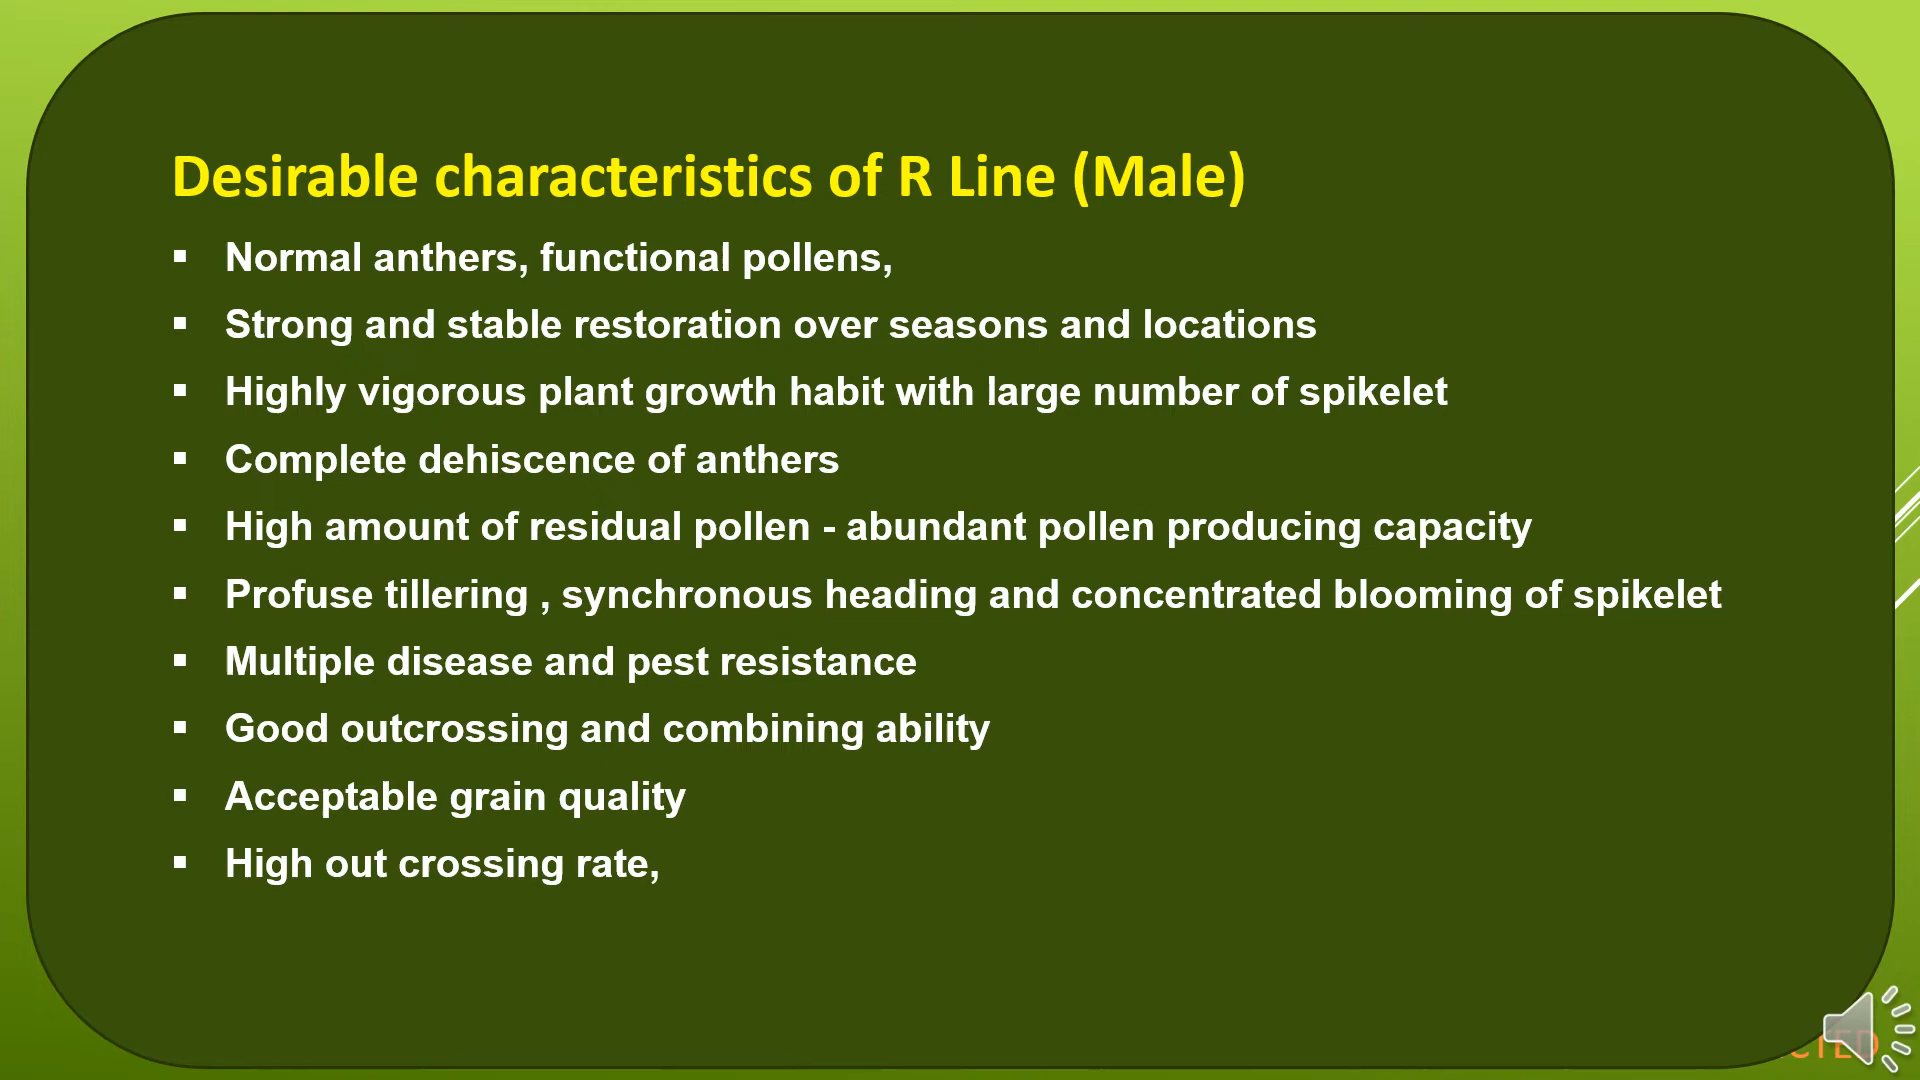 Desirable characteristics of R Line (Male)
▪ Normal anthers, functional pollens,
▪ Strong and stable restoration over seasons and locations
▪ Highly vigorous plant growth habit with large number of spikelet
▪ Complete dehiscence of anthers
▪ High amount of residual pollen - abundant pollen producing capacity
▪ Profuse tillering , synchronous heading and concentrated blooming of spikelet
▪ Multiple disease and pest resistance
▪ Good outcrossing and combining ability
▪ Acceptable grain quality
▪ High out crossing rate,